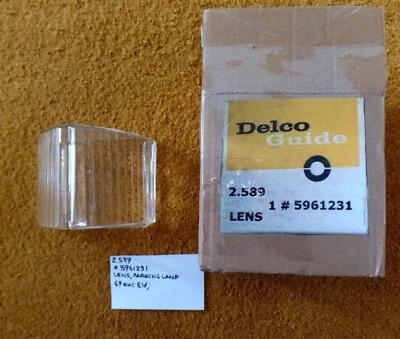 Delco
Guide
2.589
1 # 5961231
LENS
2.589
# 5961231
LENS, PARKING LAMP